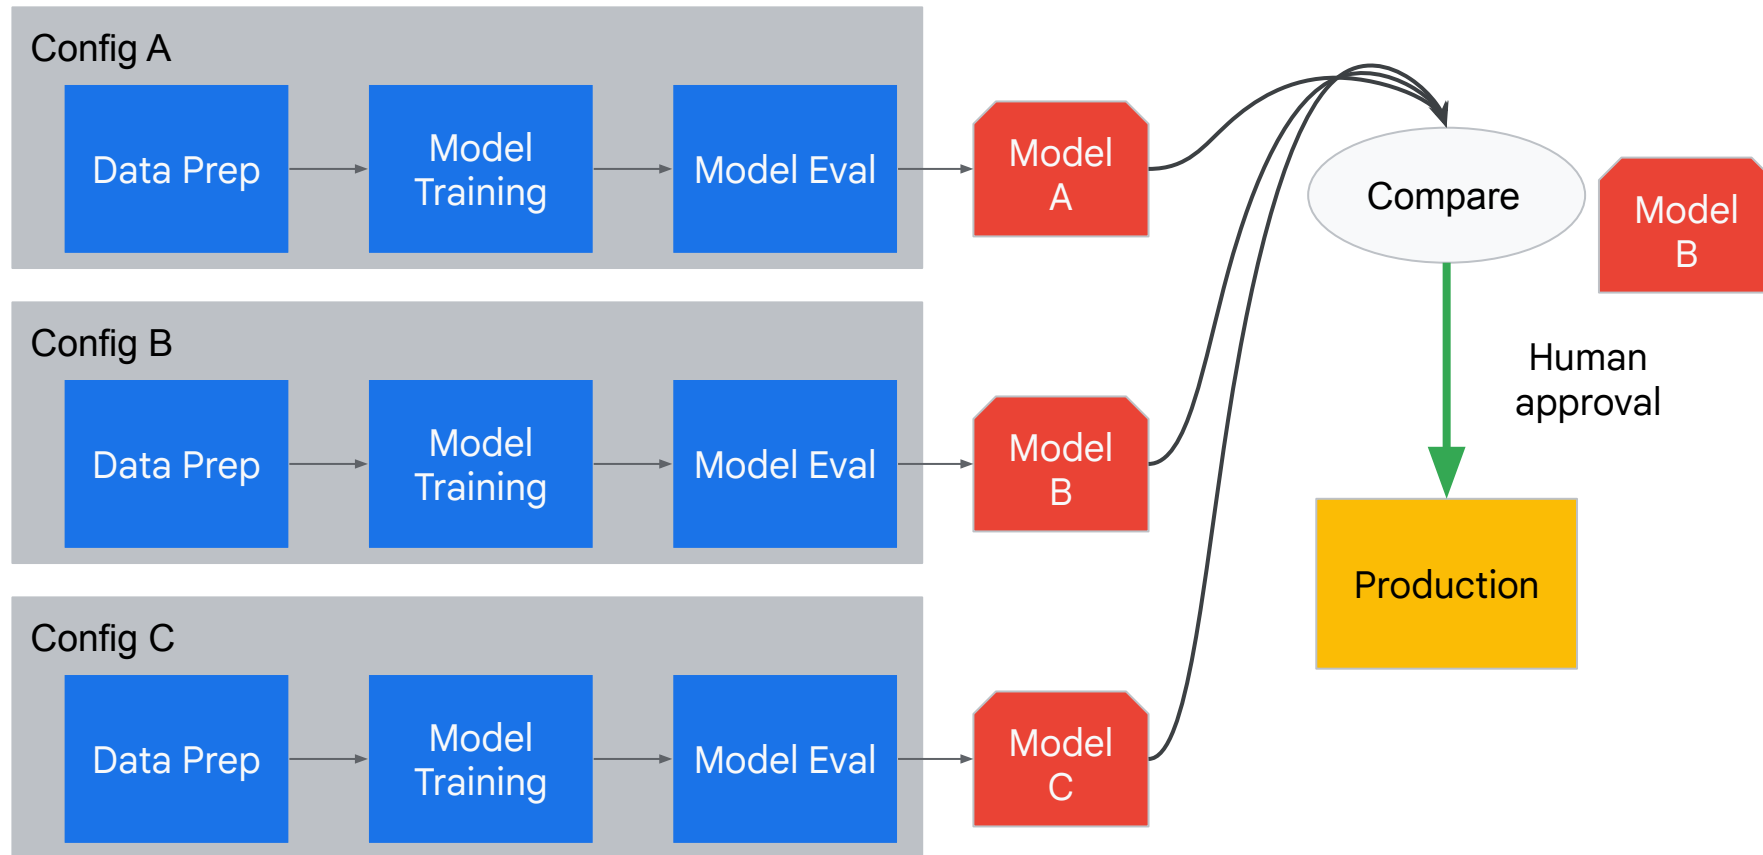 Config A
Data Prep
Model
Training
Model Eval
Model
A
Compare
Model
B
Human
approval
Production
Config B
Data Prep
Model
Training
Model Eval
Model
B
Config C
Data Prep
Model
Training
Model Eval
Model
C